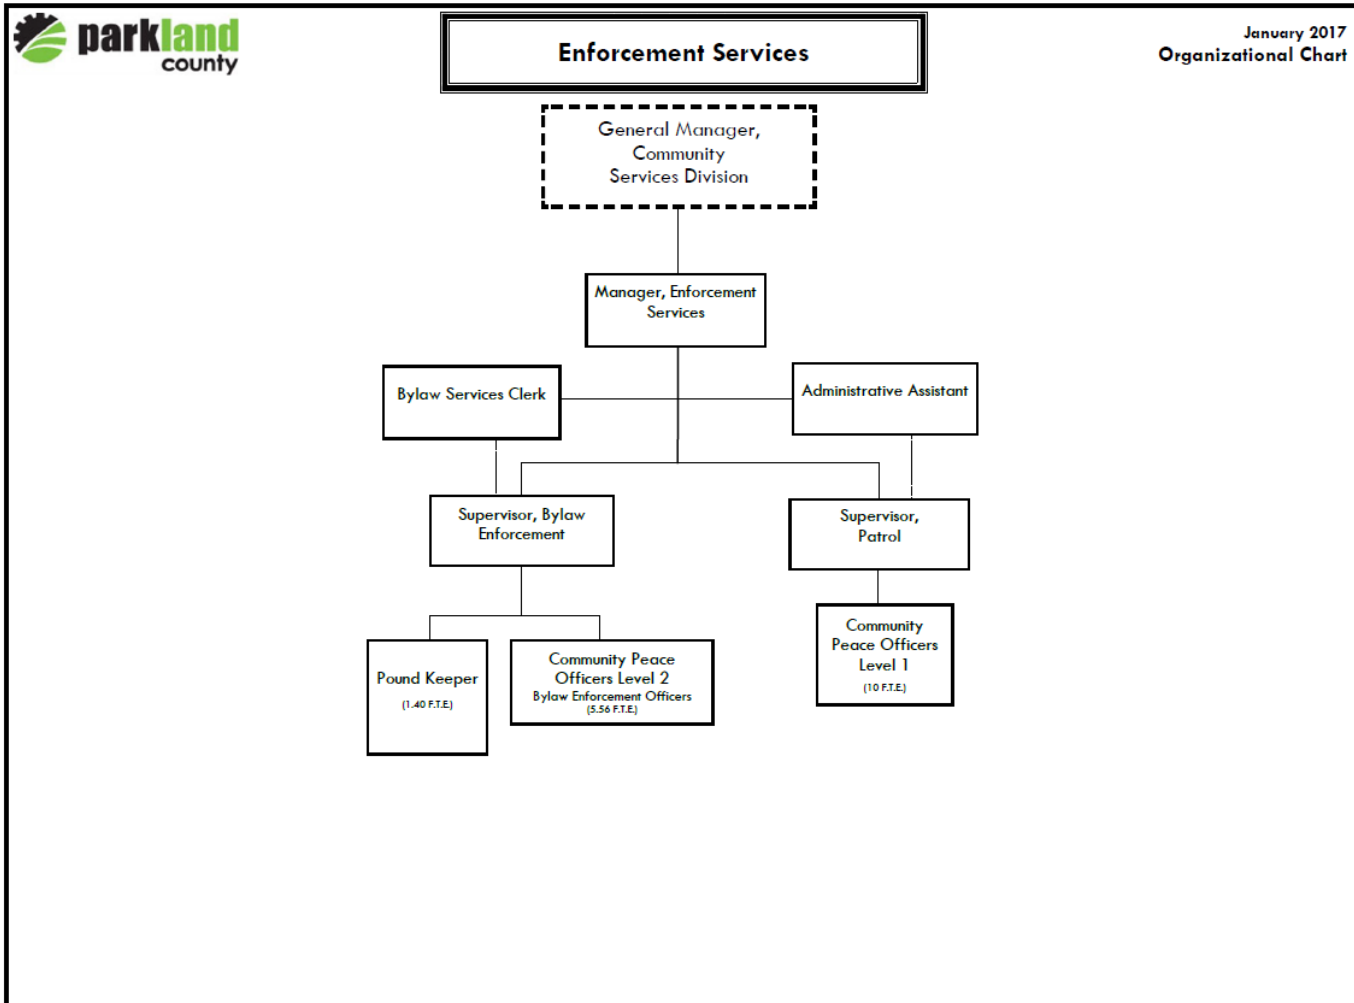 parkland
county
Enforcement Services
January 2017
Organizational Chart
General Manager,
Community
Services Division
Manager, Enforcement
Services
Bylaw Services Clerk
Administrative Assistant
Supervisor, Bylaw
Enforcement
Supervisor,
Patrol
Pound Keeper
(1.40 F.T.E.)
Community Peace
Officers Level 2
Bylaw Enforcement Officers
(5.56 F.T.E.)
Community
Peace Officers
Level 1
(10 F.T.E.)